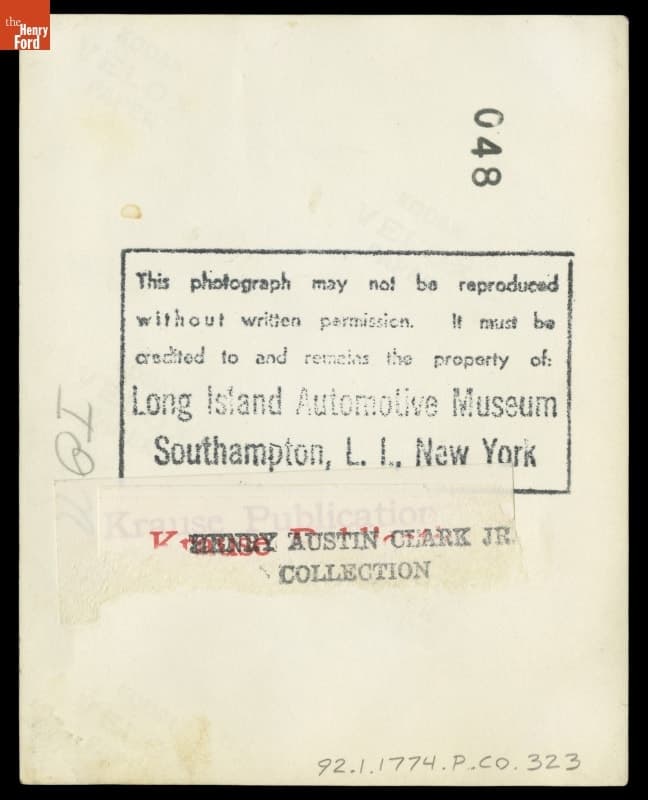 the
Henry
Ford
048
This photograph may not be reproduced
without written permission. It must be
credited to and remains the property of:
Long Island Automotive Museum
Southampton, L. I., New York
Krause Publication
Krause
HENRY AUSTIN CLARK JR.
COLLECTION
92.1.1774.P.CO.323